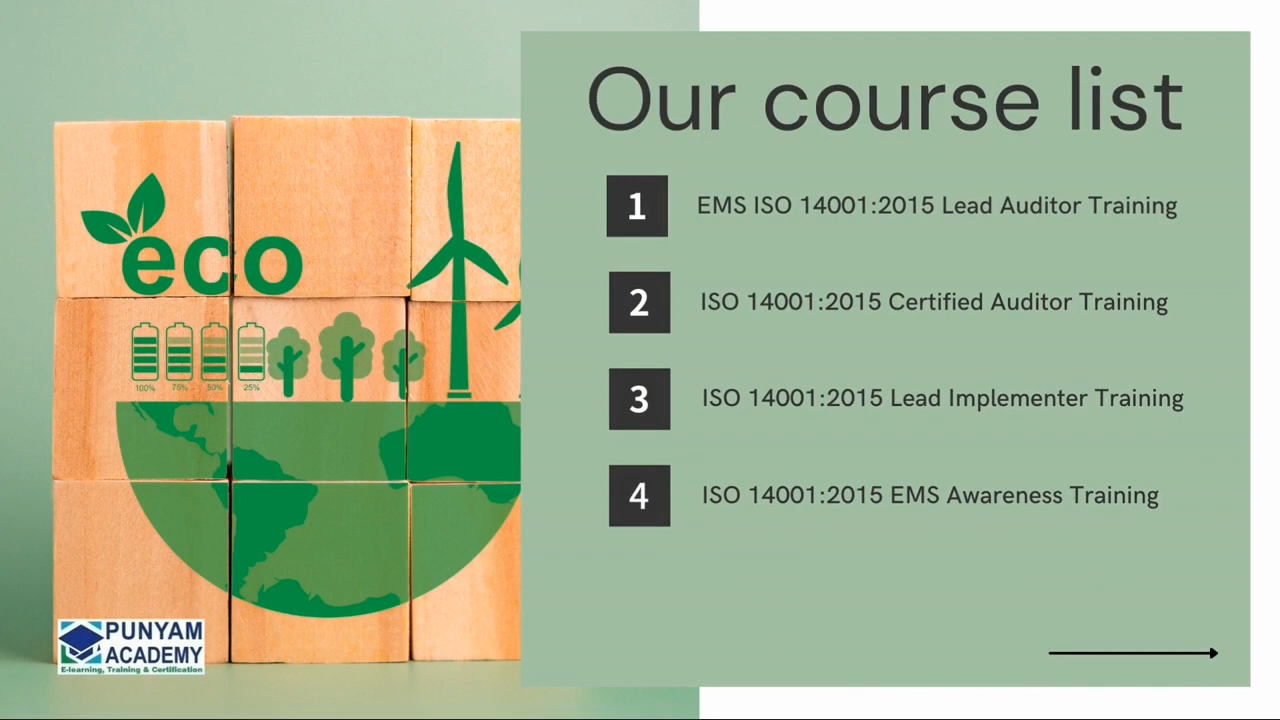 Our course list
1 EMS ISO 14001:2015 Lead Auditor Training
2 ISO 14001:2015 Certified Auditor Training
3 ISO 14001:2015 Lead Implementer Training
4 ISO 14001:2015 EMS Awareness Training
eco
100% 75% 50% 25%
PUNYAM
ACADEMY
E-learning, Training & Certification